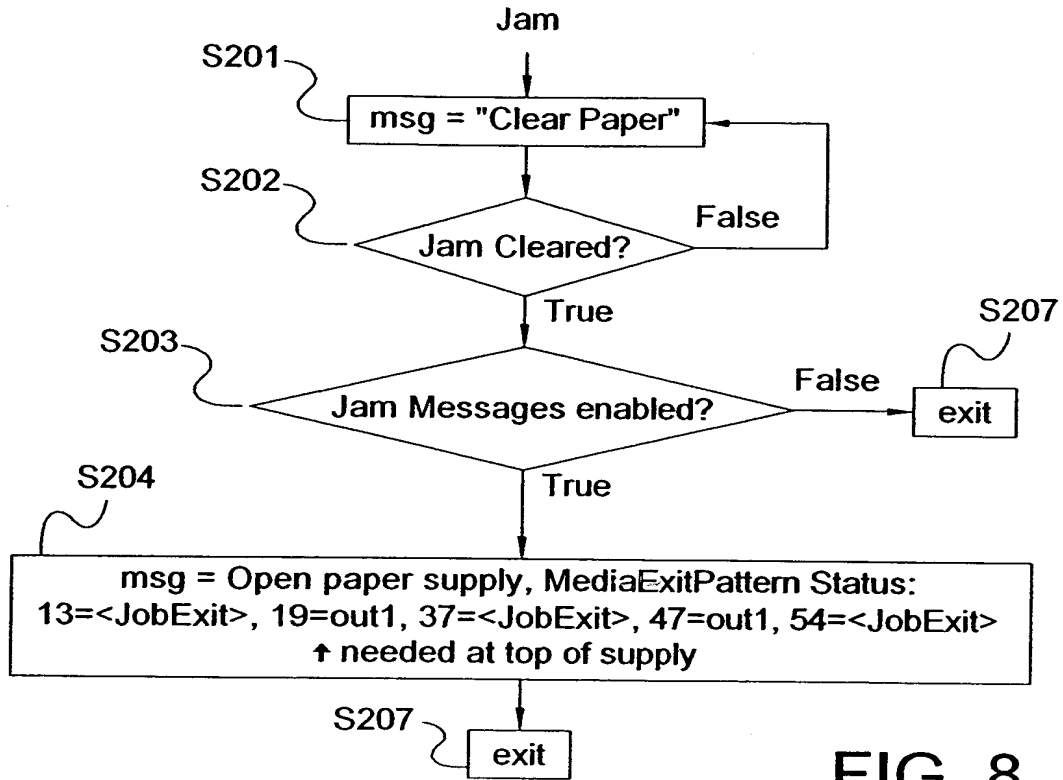 Jam
S201
msg = "Clear Paper"
S202
False
Jam Cleared?
True
S207
S203
False
Jam Messages enabled?
exit
S204
True
msg = Open paper supply, MediaExitPattern Status:
13=<JobExit>, 19=out1, 37=<JobExit>, 47=out1, 54=<JobExit>
↑ needed at top of supply
S207
exit
FIG. 8